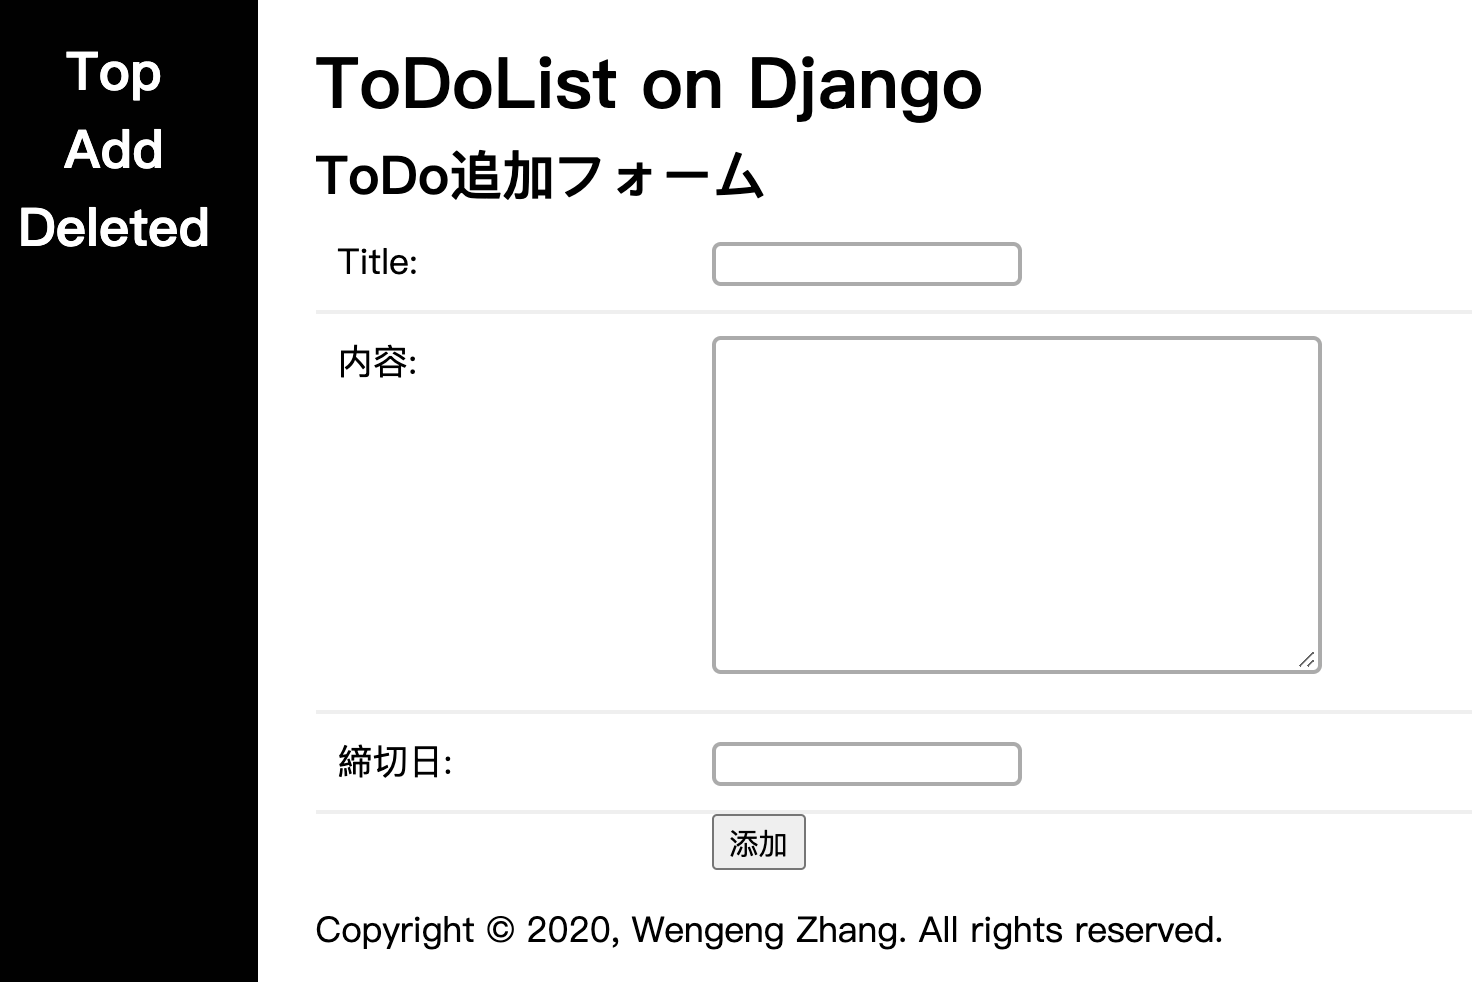 Top
Add
Deleted
ToDoList on Django
ToDo追加フォーム
Title:
内容:
締切日:
添加
Copyright © 2020, Wengeng Zhang. All rights reserved.